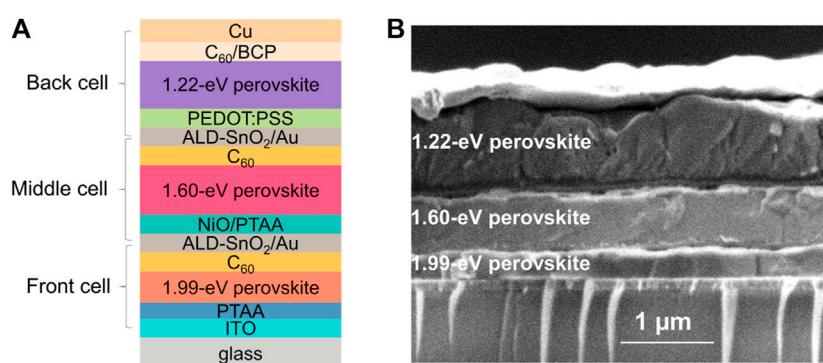 A
Cu
C₆₀/BCP
Back cell
1.22-eV perovskite
PEDOT:PSS
ALD-SnO₂/Au
C₆₀
Middle cell
1.60-eV perovskite
NiO/PTAA
ALD-SnO₂/Au
C₆₀
Front cell
1.99-eV perovskite
PTAA
ITO
glass
B
1.22-eV perovskite
1.60-eV perovskite
1.99-eV perovskite
1 μm